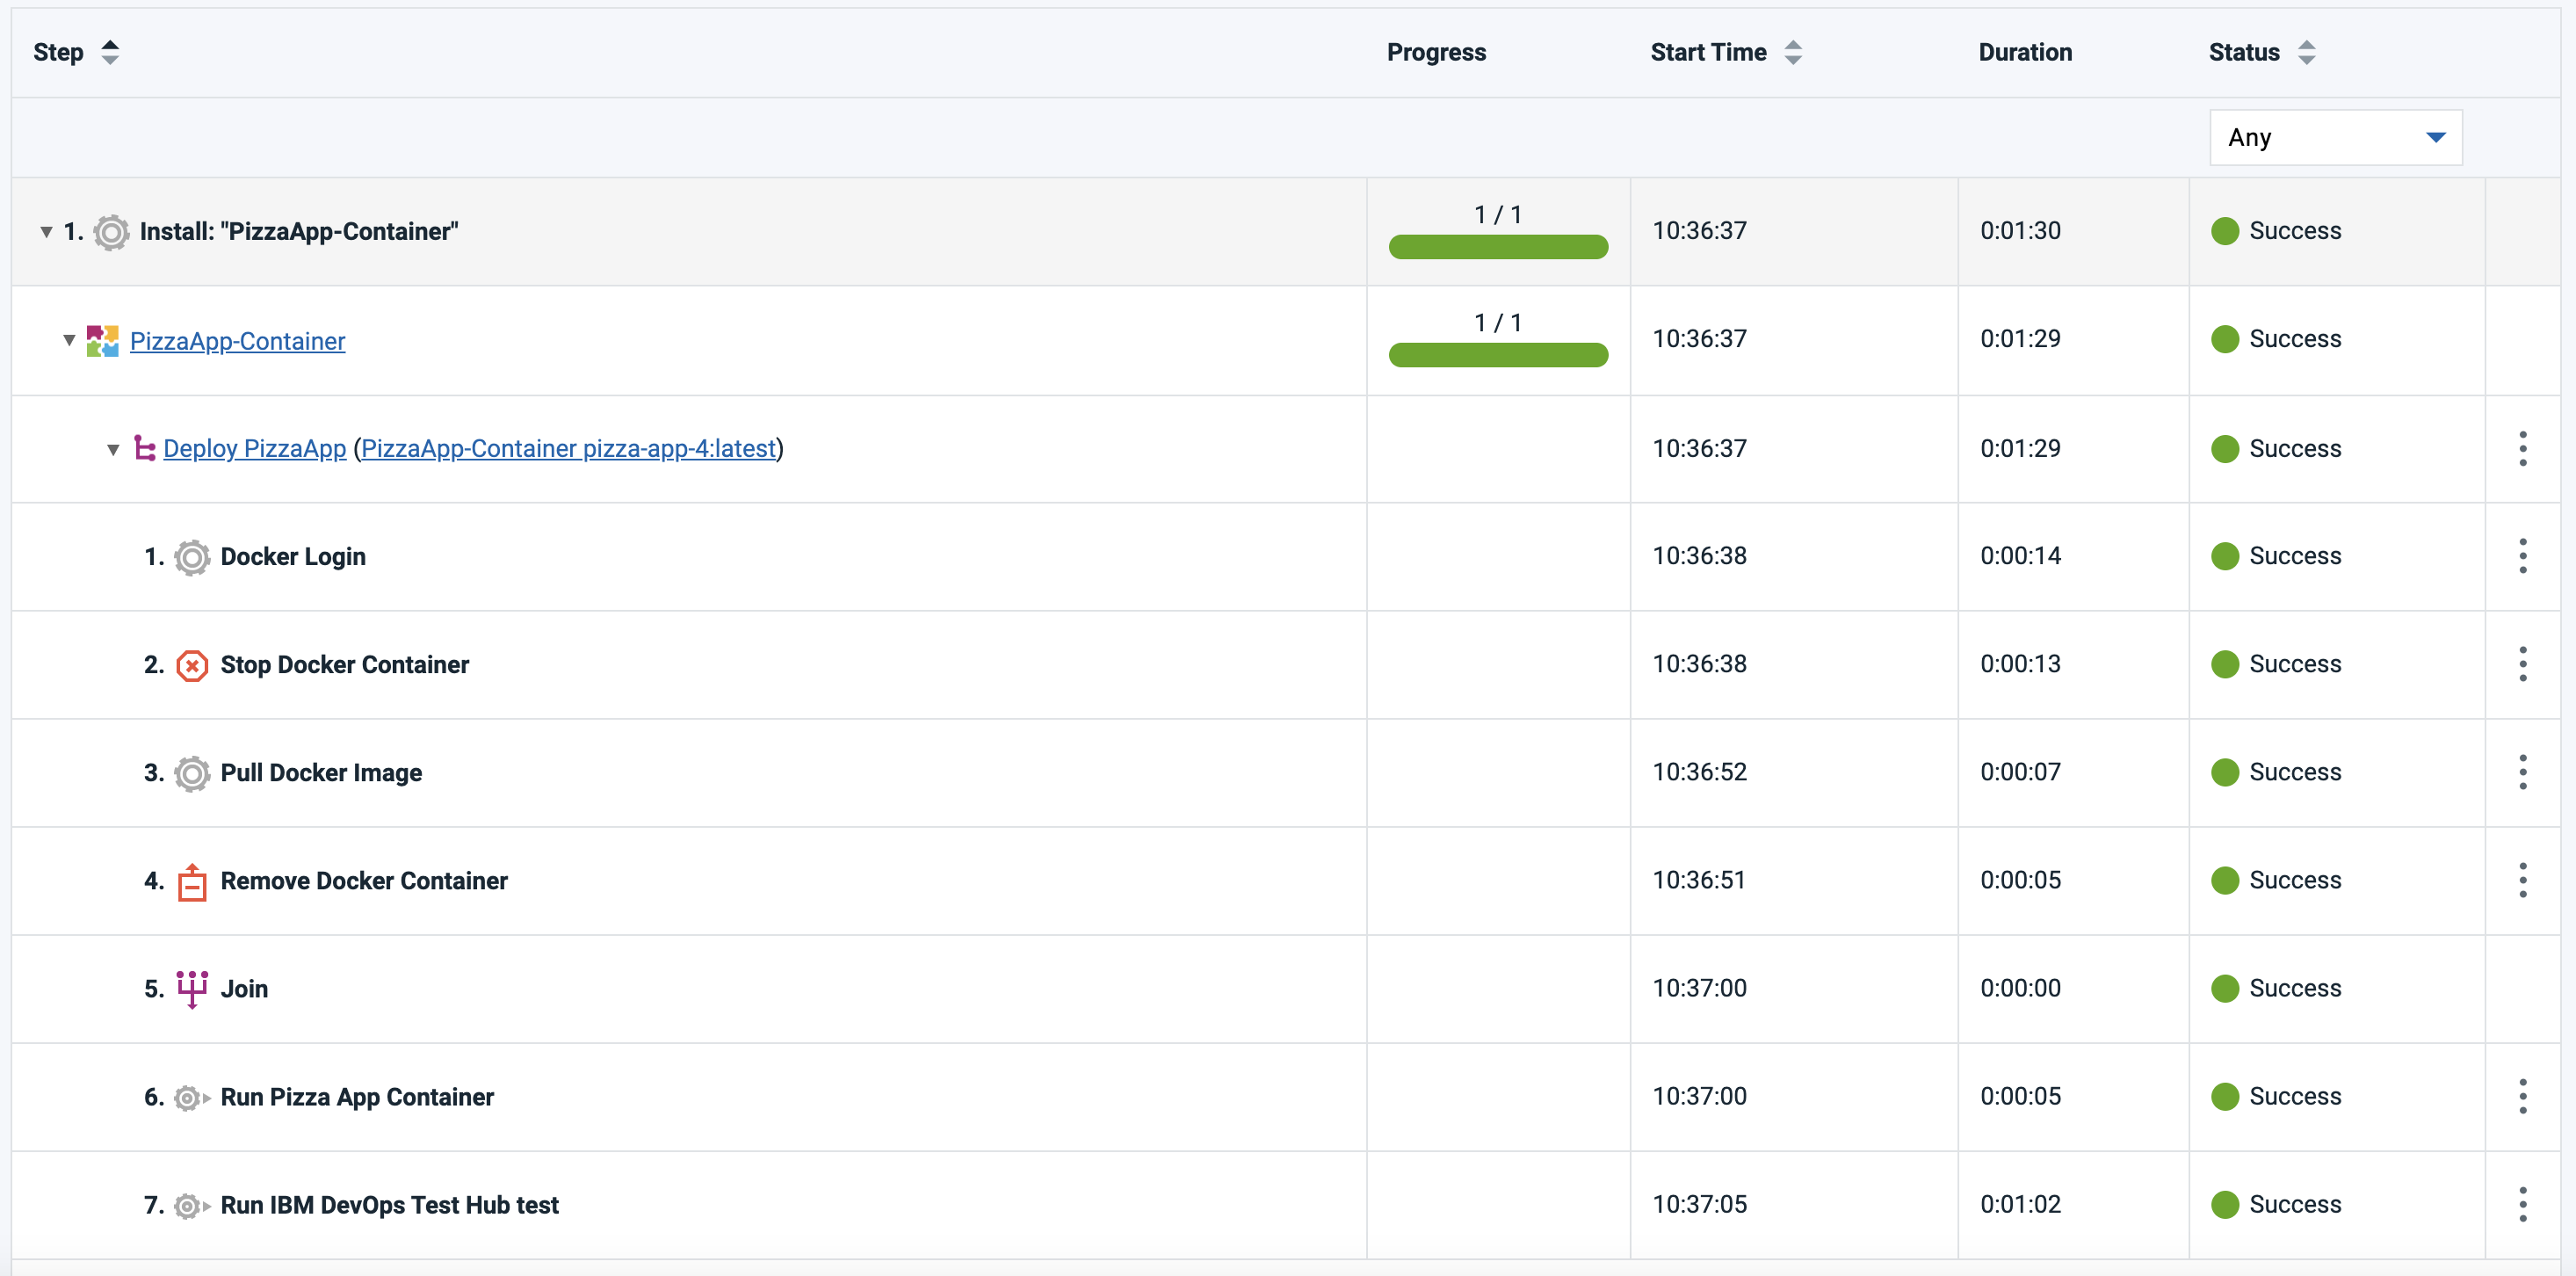 Step Progress Start Time Duration Status
Any
1. Install: "PizzaApp-Container" 1 / 1 10:36:37 0:01:30 Success
PizzaApp-Container 1 / 1 10:36:37 0:01:29 Success
Deploy PizzaApp (PizzaApp-Container pizza-app-4:latest) 10:36:37 0:01:29 Success
1. Docker Login 10:36:38 0:00:14 Success
2. Stop Docker Container 10:36:38 0:00:13 Success
3. Pull Docker Image 10:36:52 0:00:07 Success
4. Remove Docker Container 10:36:51 0:00:05 Success
5. Join 10:37:00 0:00:00 Success
6. Run Pizza App Container 10:37:00 0:00:05 Success
7. Run IBM DevOps Test Hub test 10:37:05 0:01:02 Success